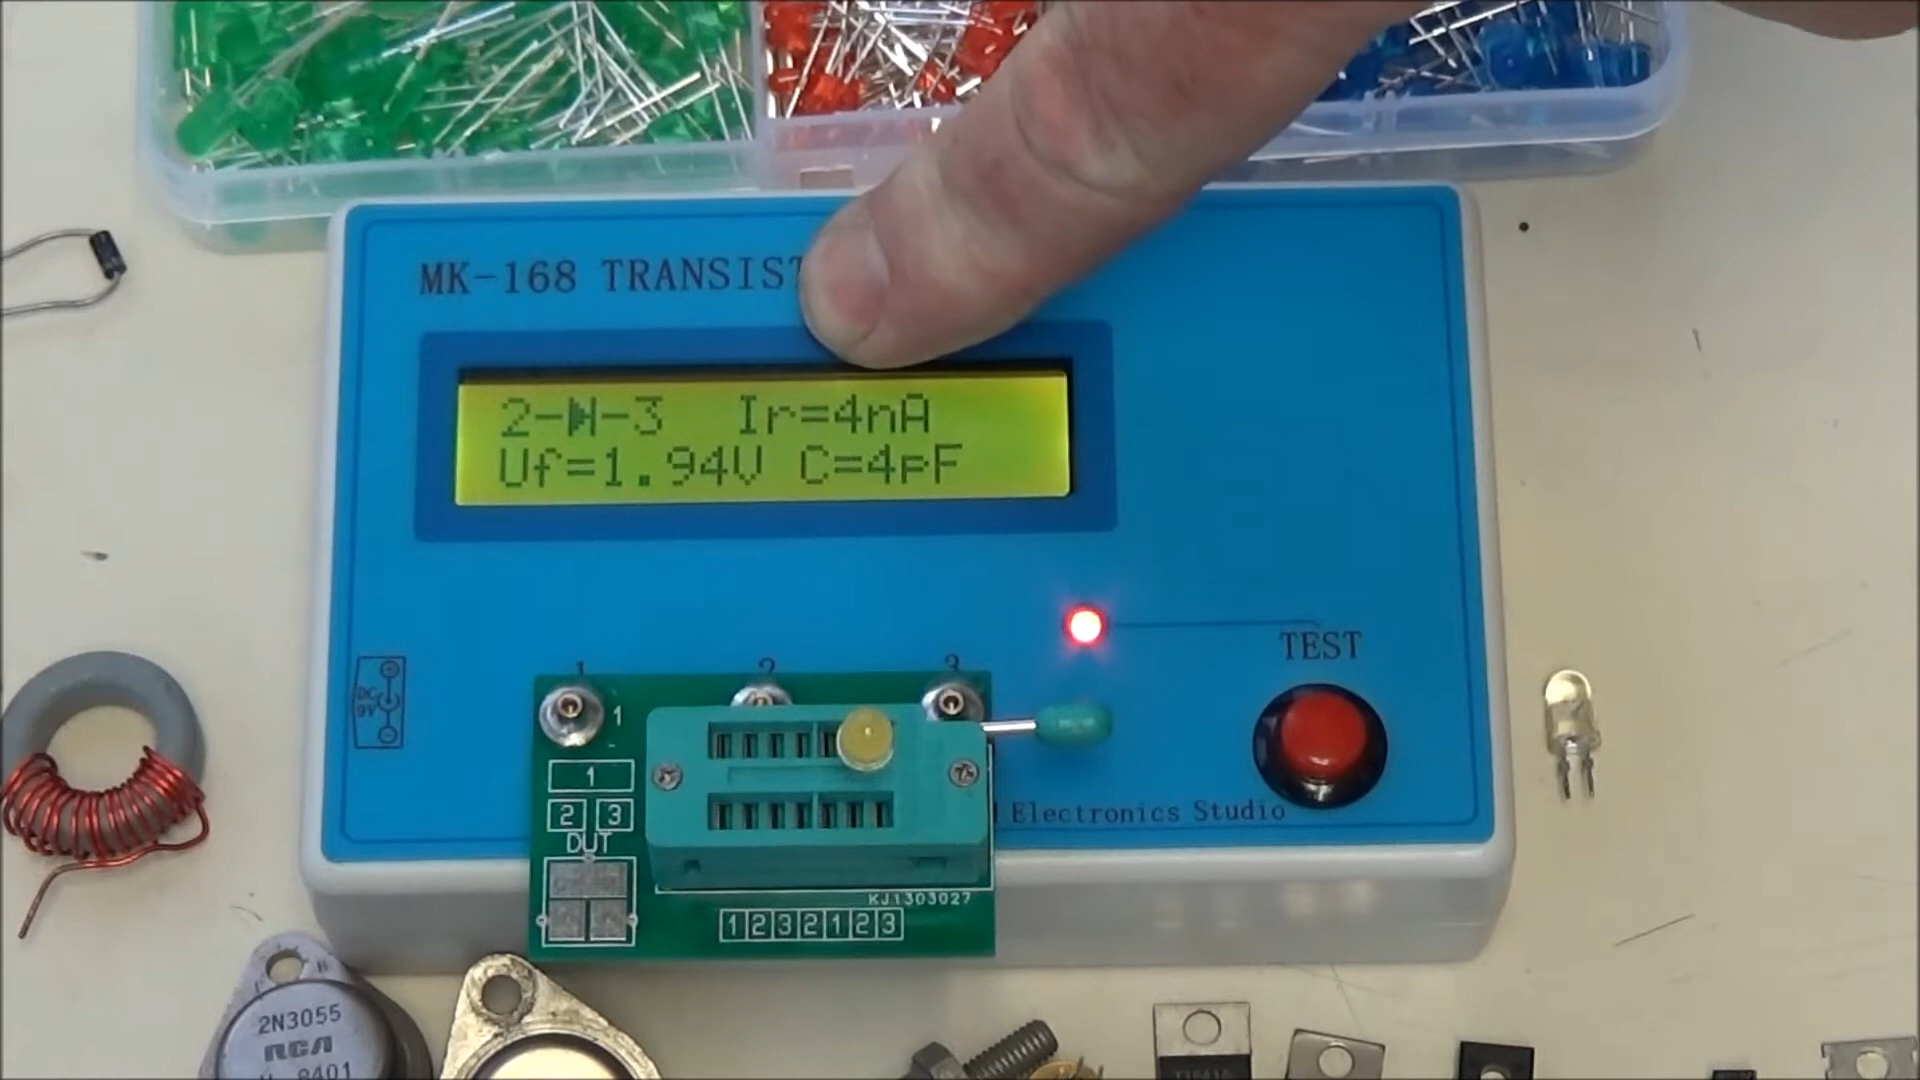 MK-168 TRANSIST
2-▶|-3 Ir=4nA
Uf=1.94V C=4pF
DC
9V
1 2 3
TEST
1
1
2 3
DUT
Electronics Studio
KJ1303027
1 2 3 2 1 2 3
2N3055
RCA
8401